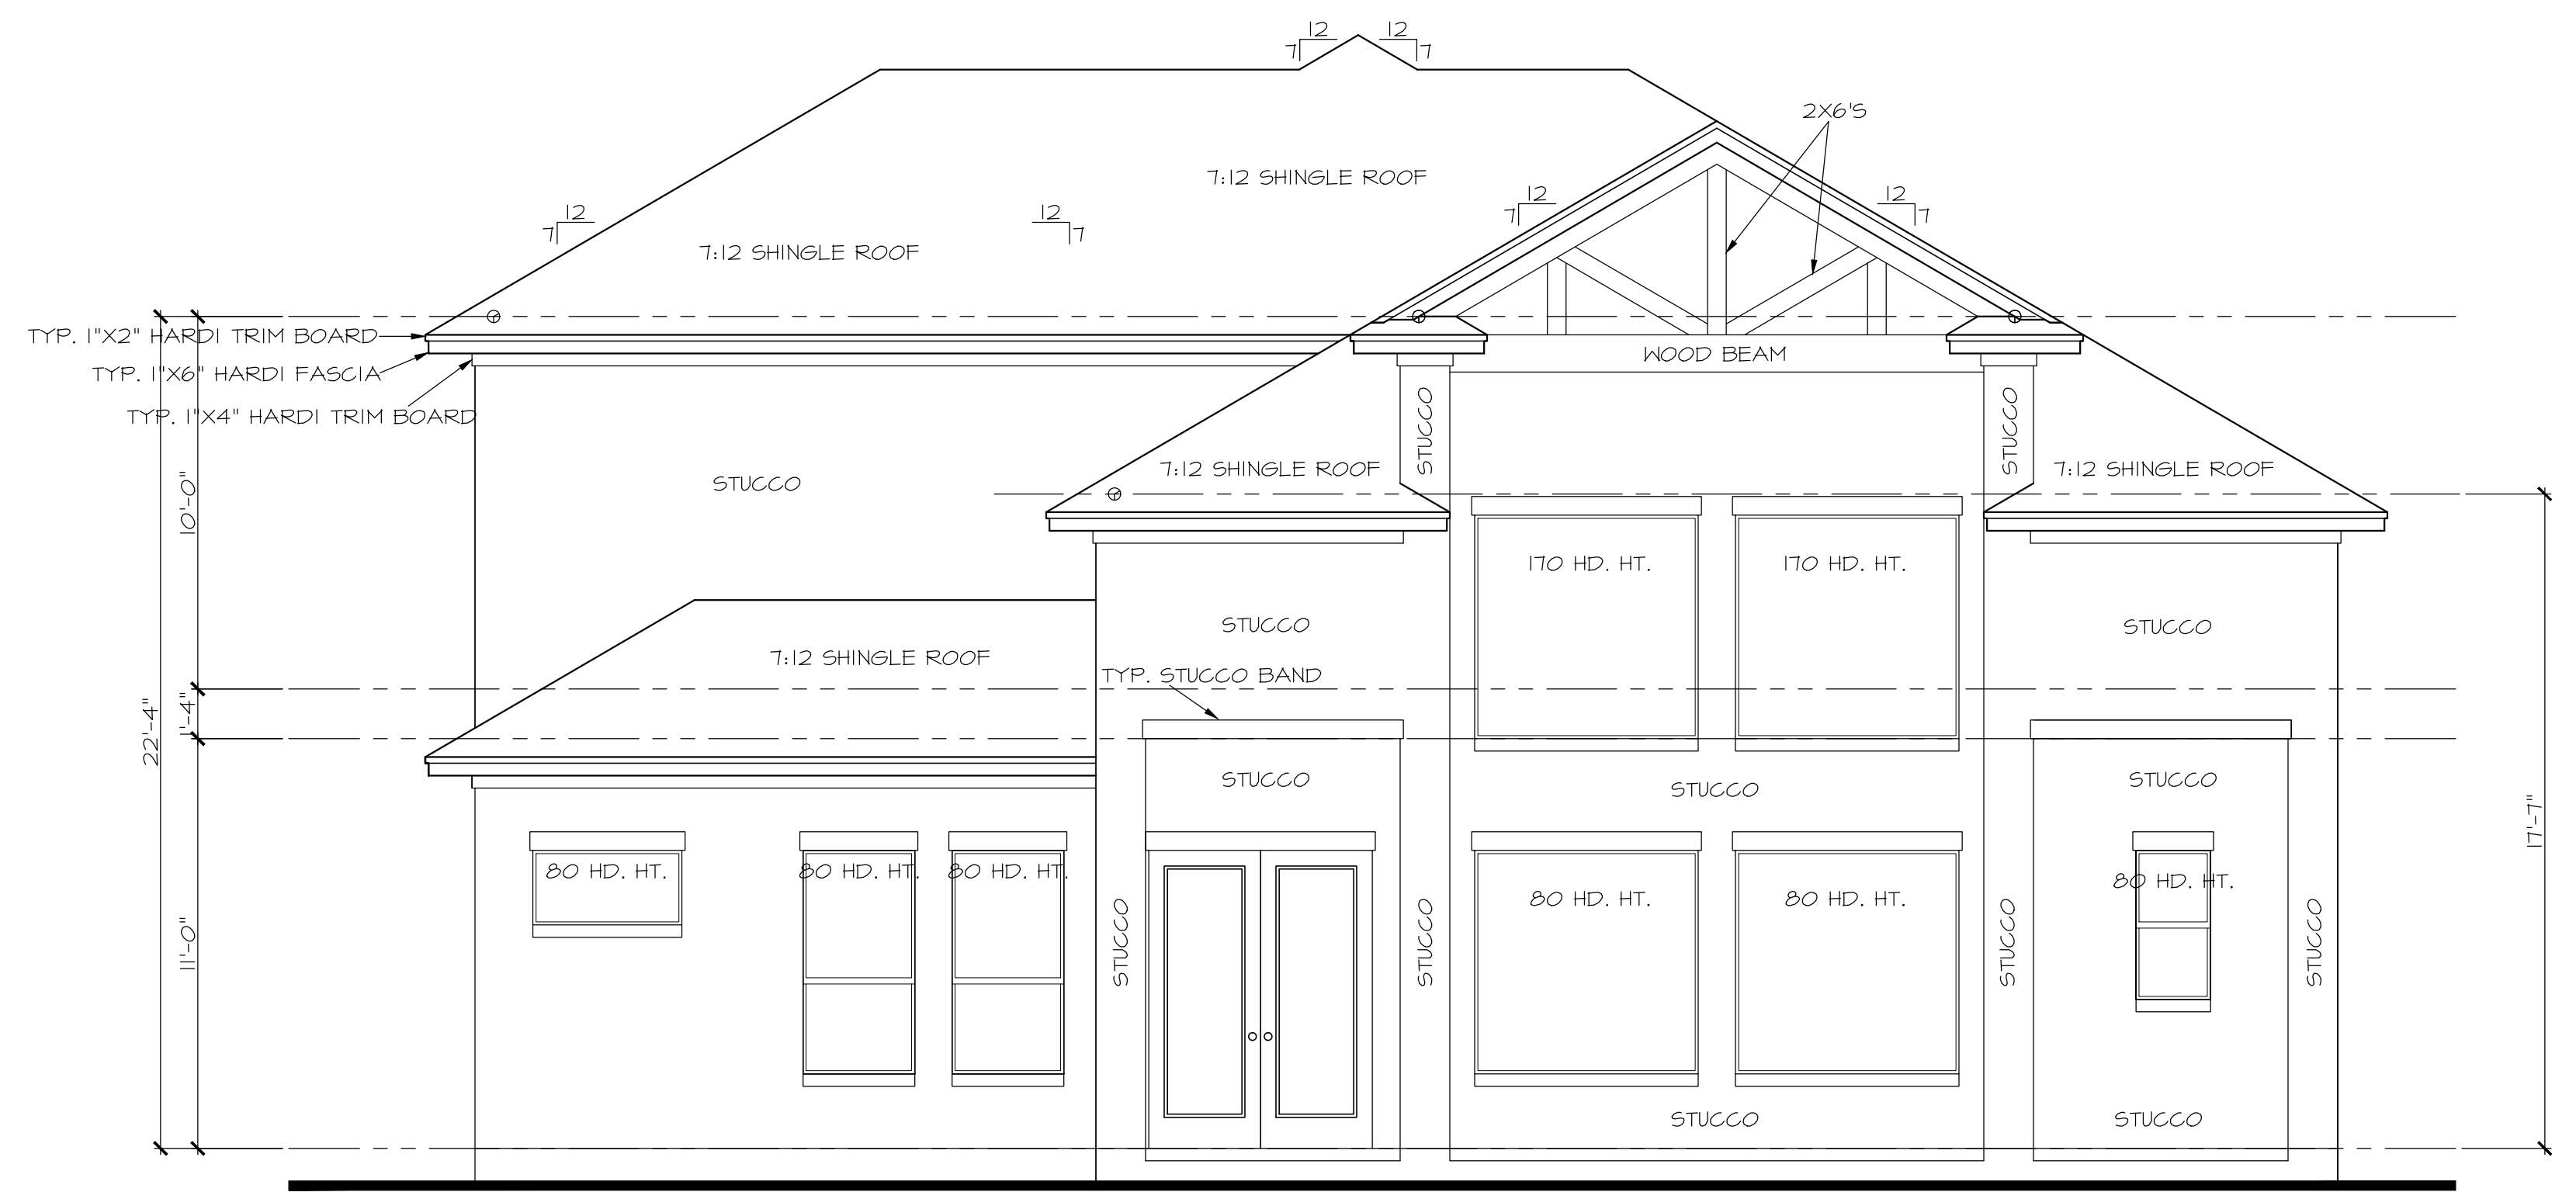 12 12
7 7
2X6'S
7:12 SHINGLE ROOF
12 12
7 7
12 12
7 7
7:12 SHINGLE ROOF
TYP. 1"X2" HARDI TRIM BOARD
WOOD BEAM
TYP. 1"X6" HARDI FASCIA
TYP. 1"X4" HARDI TRIM BOARD
STUCCO
STUCCO
7:12 SHINGLE ROOF
7:12 SHINGLE ROOF
STUCCO
10'-0"
170 HD. HT.
170 HD. HT.
STUCCO
STUCCO
7:12 SHINGLE ROOF
TYP. STUCCO BAND
1'-4"
22'-4"
STUCCO
STUCCO
STUCCO
17'-7"
80 HD. HT.
80 HD. HT.
80 HD. HT.
80 HD. HT.
80 HD. HT.
80 HD. HT.
11'-0"
STUCCO
STUCCO
STUCCO
STUCCO
STUCCO
STUCCO